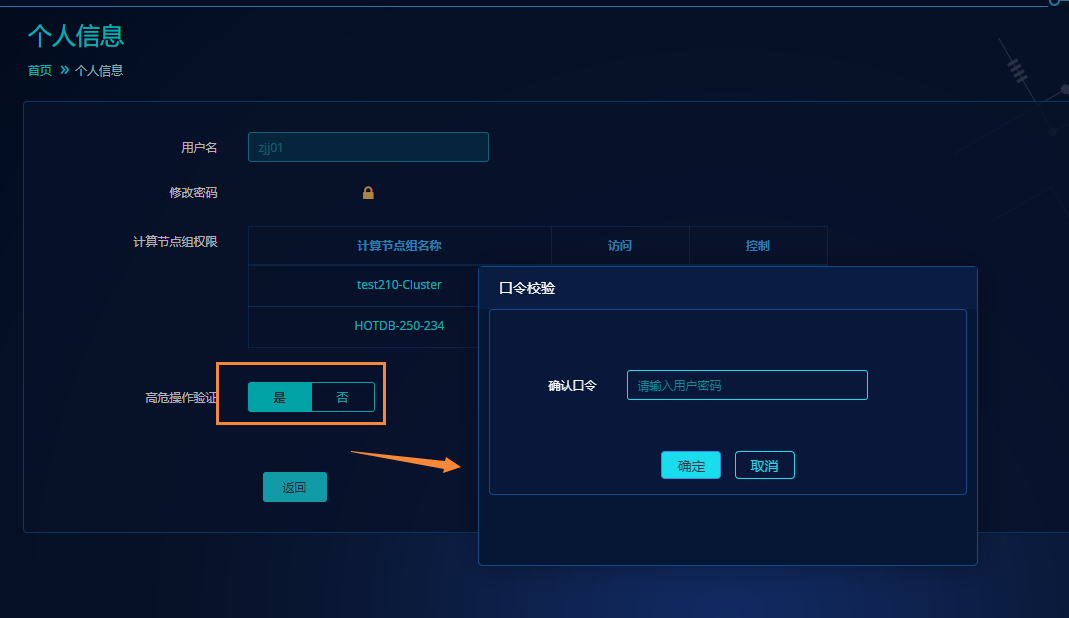 个人信息
首页 » 个人信息
用户名 zjj01
修改密码
计算节点组权限
计算节点组名称 访问 控制
test210-Cluster
HOTDB-250-234
高危操作验证 是 否
返回
口令校验
确认口令 请输入用户密码
确定 取消